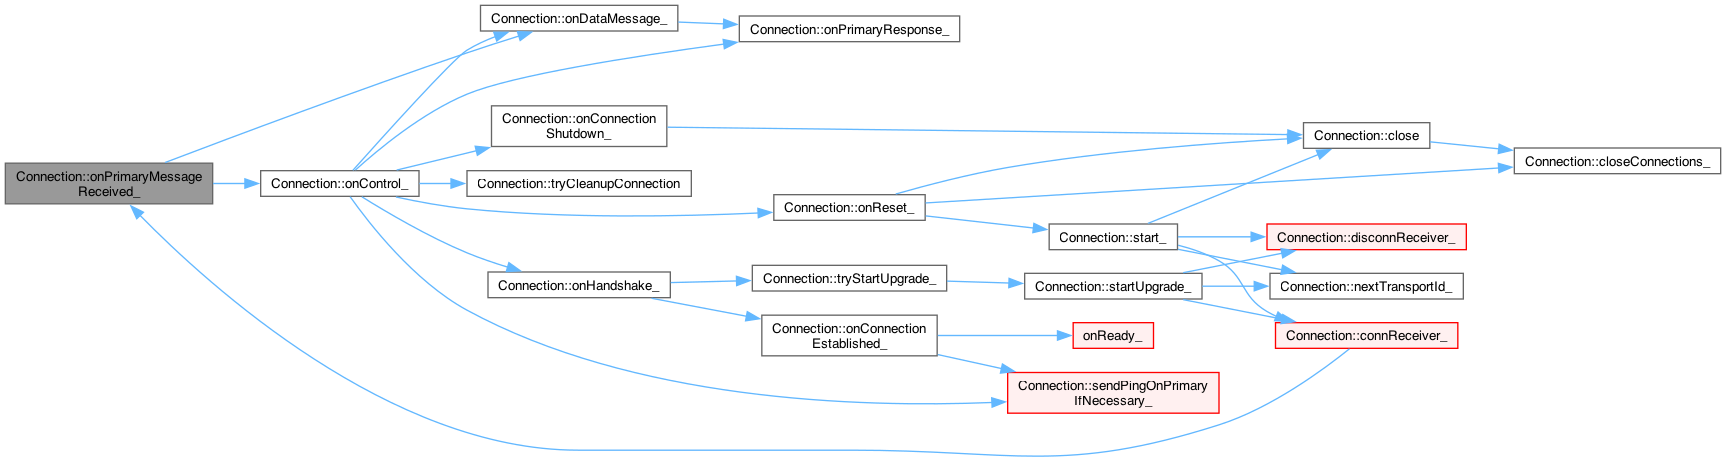 Connection::onPrimaryMessage
Received_
Connection::onControl_
Connection::onDataMessage_
Connection::onPrimaryResponse_
Connection::onConnection
Shutdown_
Connection::tryCleanupConnection
Connection::onReset_
Connection::onHandshake_
Connection::tryStartUpgrade_
Connection::onConnection
Established_
Connection::start_
Connection::startUpgrade_
onReady_
Connection::sendPingOnPrimary
IfNecessary_
Connection::close
Connection::closeConnections_
Connection::disconnReceiver_
Connection::nextTransportId_
Connection::connReceiver_